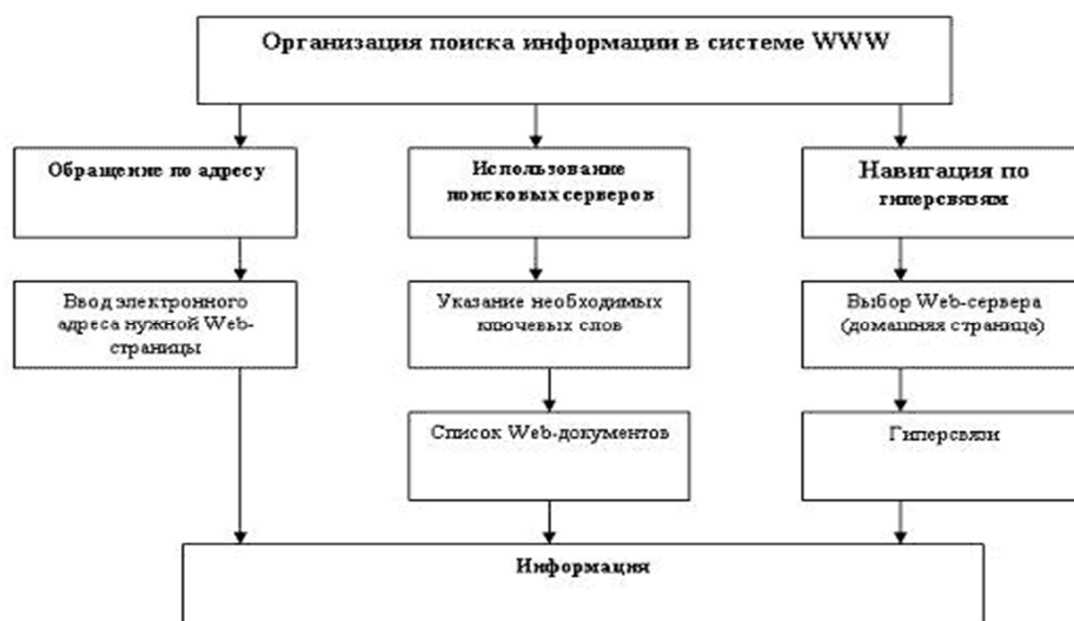 Организация поиска информации в системе WWW
Обращение по адресу
Использование
поисковых серверов
Навигация по
гиперсвязям
Ввод электронного
адреса нужной Web-
страницы
Указание необходимых
ключевых слов
Выбор Web-сервера
(домашняя страница)
Список Web-документов
Гиперсвязи
Информация